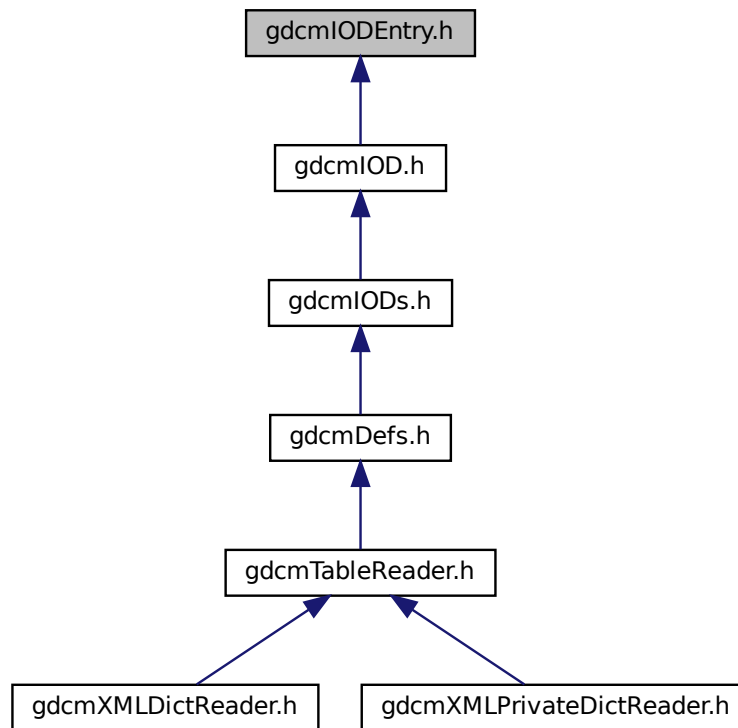 gdcmIODEntry.h
gdcmIOD.h
gdcmIODs.h
gdcmDefs.h
gdcmTableReader.h
gdcmXMLDictReader.h
gdcmXMLPrivateDictReader.h